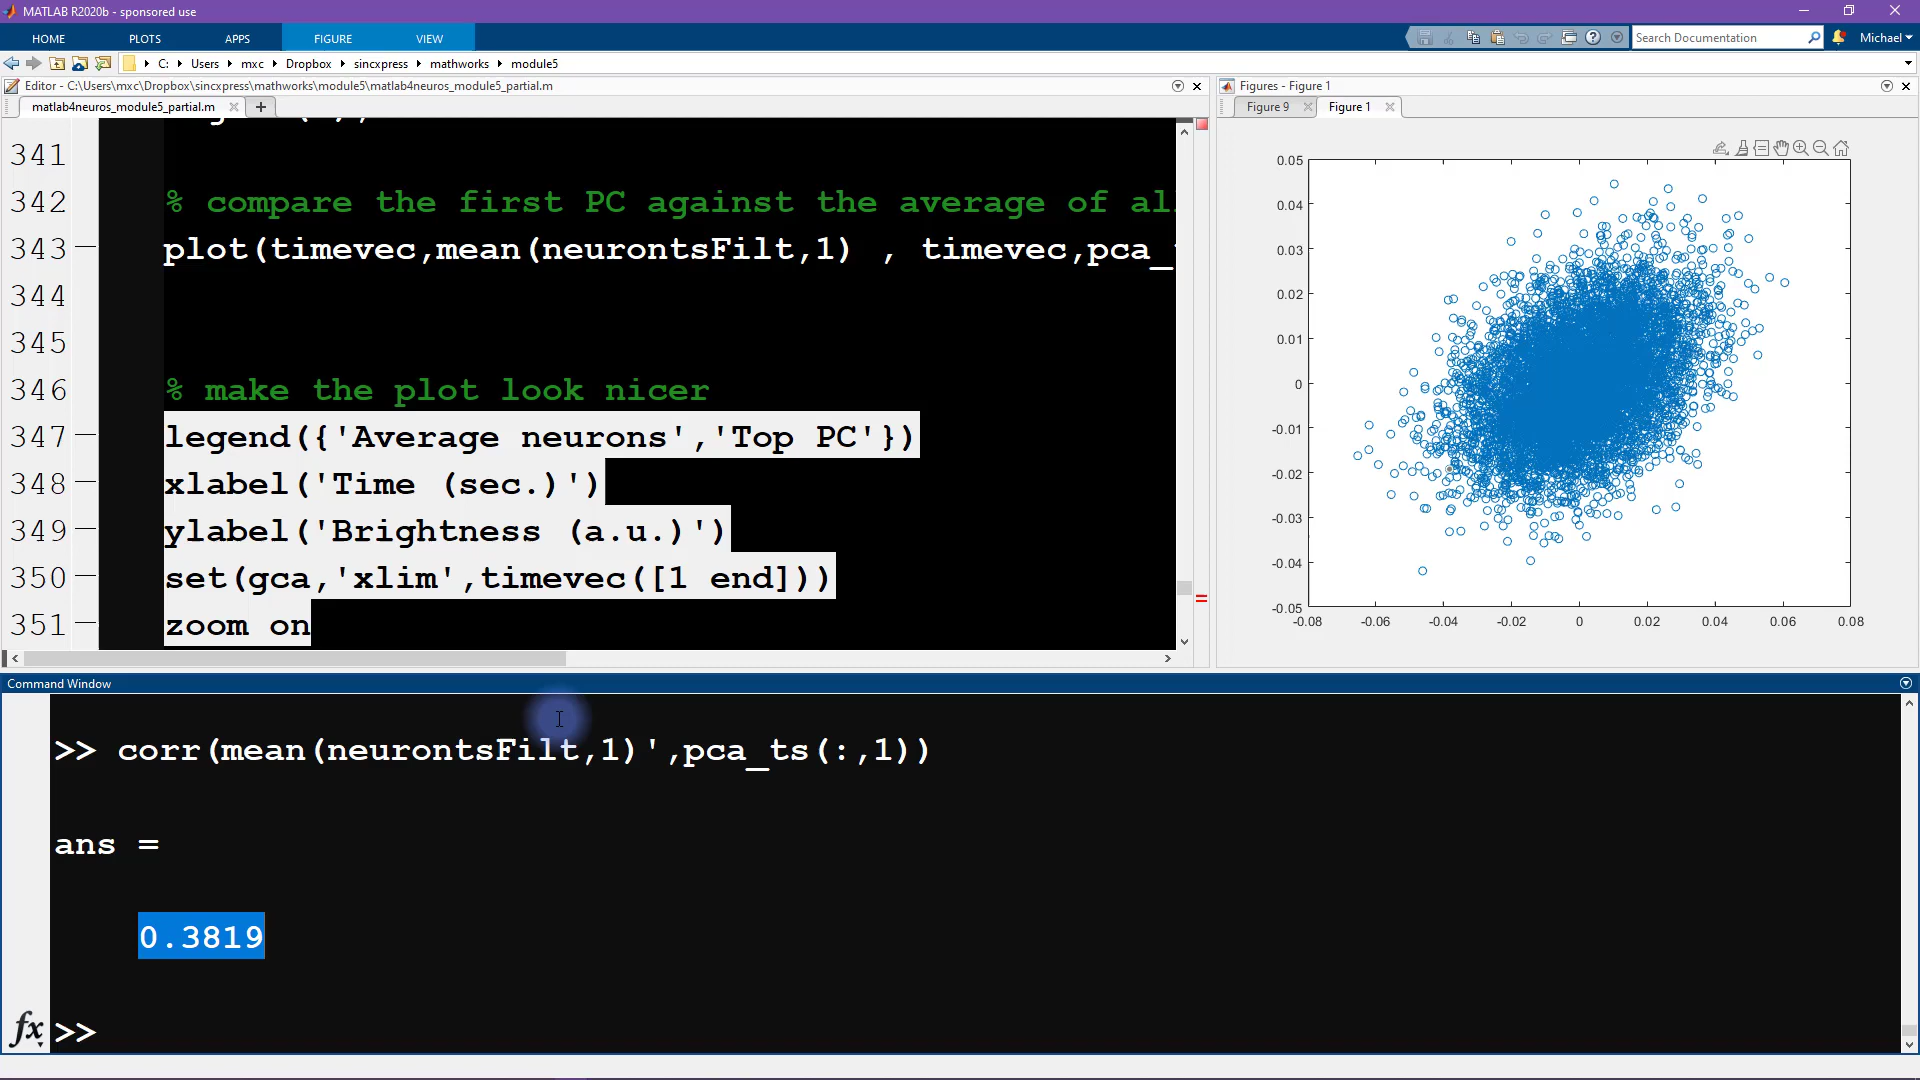 MATLAB R2020b - sponsored use
HOME PLOTS APPS FIGURE VIEW
Search Documentation
Michael
C: Users mxc Dropbox sincxpress mathworks module5
Editor - C:\Users\mxc\Dropbox\sincxpress\mathworks\module5\matlab4neuros_module5_partial.m
matlab4neuros_module5_partial.m
341
342 % compare the first PC against the average of al
343 plot(timevec,mean(neurontsFilt,1) , timevec,pca_
344
345
346 % make the plot look nicer
347 legend({'Average neurons','Top PC'})
348 xlabel('Time (sec.)')
349 ylabel('Brightness (a.u.)')
350 set(gca,'xlim',timevec([1 end]))
351 zoom on
Figures - Figure 1
Figure 9 Figure 1
0.05
0.04
0.03
0.02
0.01
0
-0.01
-0.02
-0.03
-0.04
-0.05
-0.08 -0.06 -0.04 -0.02 0 0.02 0.04 0.06 0.08
Command Window
>> corr(mean(neurontsFilt,1)',pca_ts(:,1))
ans =
0.3819
fx >>